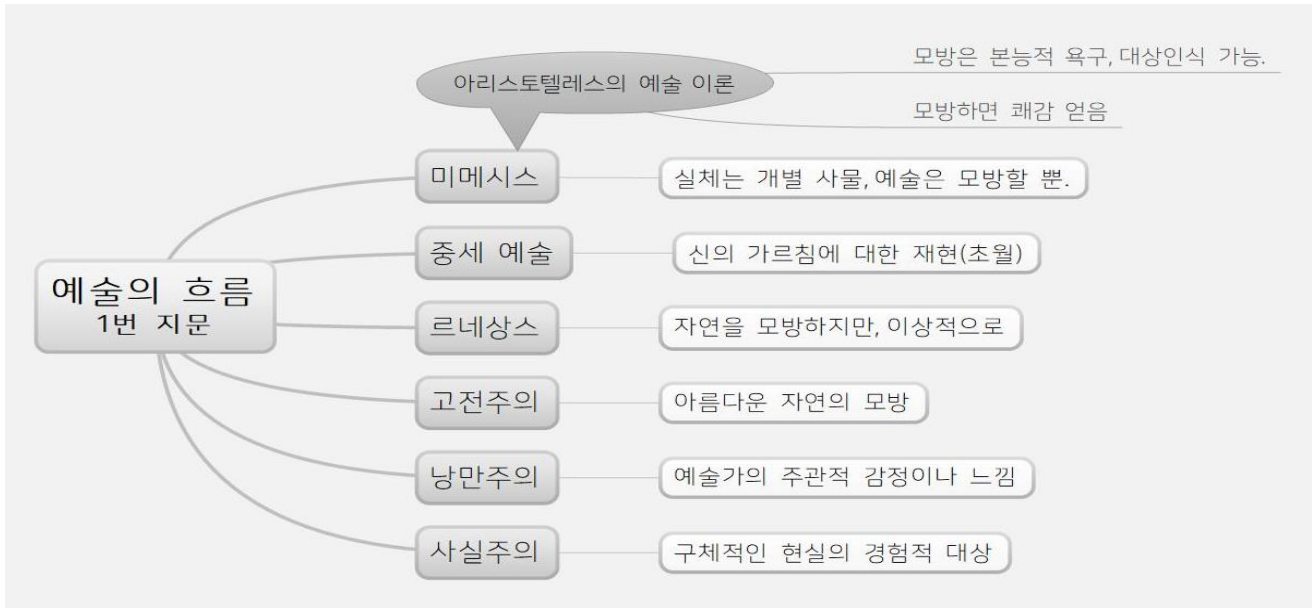 모방은 본능적 욕구, 대상인식 가능.
아리스토텔레스의 예술 이론
모방하면 쾌감 얻음
미메시스
실체는 개별 사물, 예술은 모방할 뿐.
중세 예술
신의 가르침에 대한 재현(초월)
예술의 흐름
1번 지문
르네상스
자연을 모방하지만, 이상적으로
고전주의
아름다운 자연의 모방
낭만주의
예술가의 주관적 감정이나 느낌
사실주의
구체적인 현실의 경험적 대상